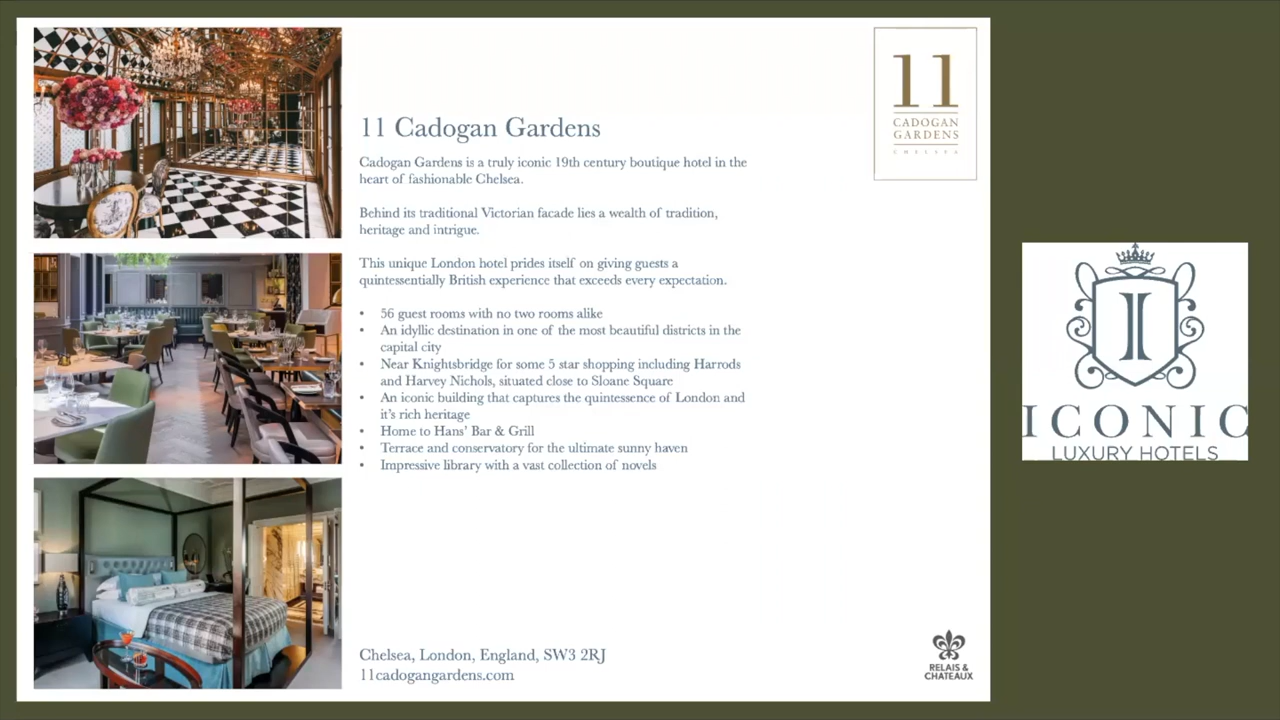 11 Cadogan Gardens
Cadogan Gardens is a truly iconic 19th century boutique hotel in the
heart of fashionable Chelsea.
Behind its traditional Victorian facade lies a wealth of tradition,
heritage and intrigue.
This unique London hotel prides itself on giving guests a
quintessentially British experience that exceeds every expectation.
• 56 guest rooms with no two rooms alike
• An idyllic destination in one of the most beautiful districts in the
capital city
• Near Knightsbridge for some 5 star shopping including Harrods
and Harvey Nichols, situated close to Sloane Square
• An iconic building that captures the quintessence of London and
it's rich heritage
• Home to Hans' Bar & Grill
• Terrace and conservatory for the ultimate sunny haven
• Impressive library with a vast collection of novels
Chelsea, London, England, SW3 2RJ
11cadogangardens.com
11
CADOGAN
GARDENS
CHELSEA
RELAIS &
CHATEAUX
I
ICONIC
LUXURY HOTELS